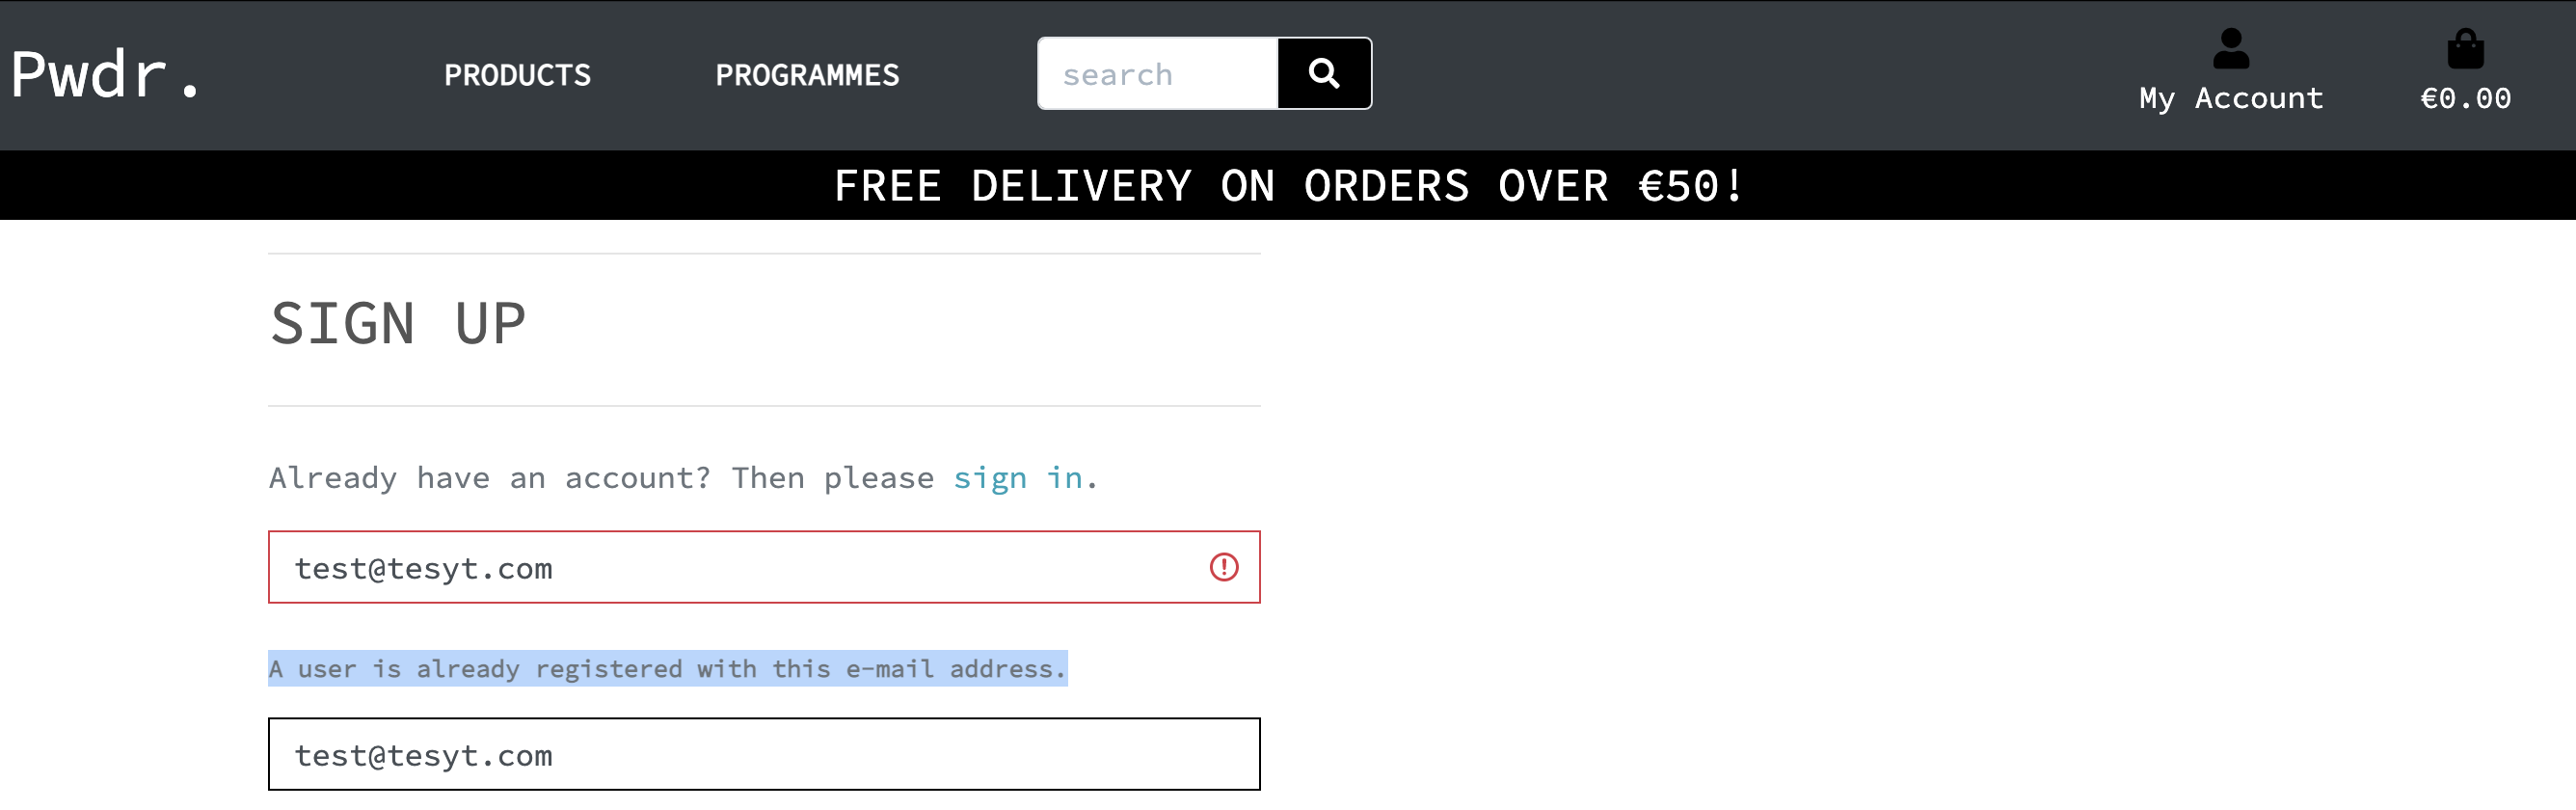 Pwdr.
PRODUCTS
PROGRAMMES
search
My Account
€0.00
FREE DELIVERY ON ORDERS OVER €50!
SIGN UP
Already have an account? Then please sign in.
test@tesyt.com
A user is already registered with this e-mail address.
test@tesyt.com